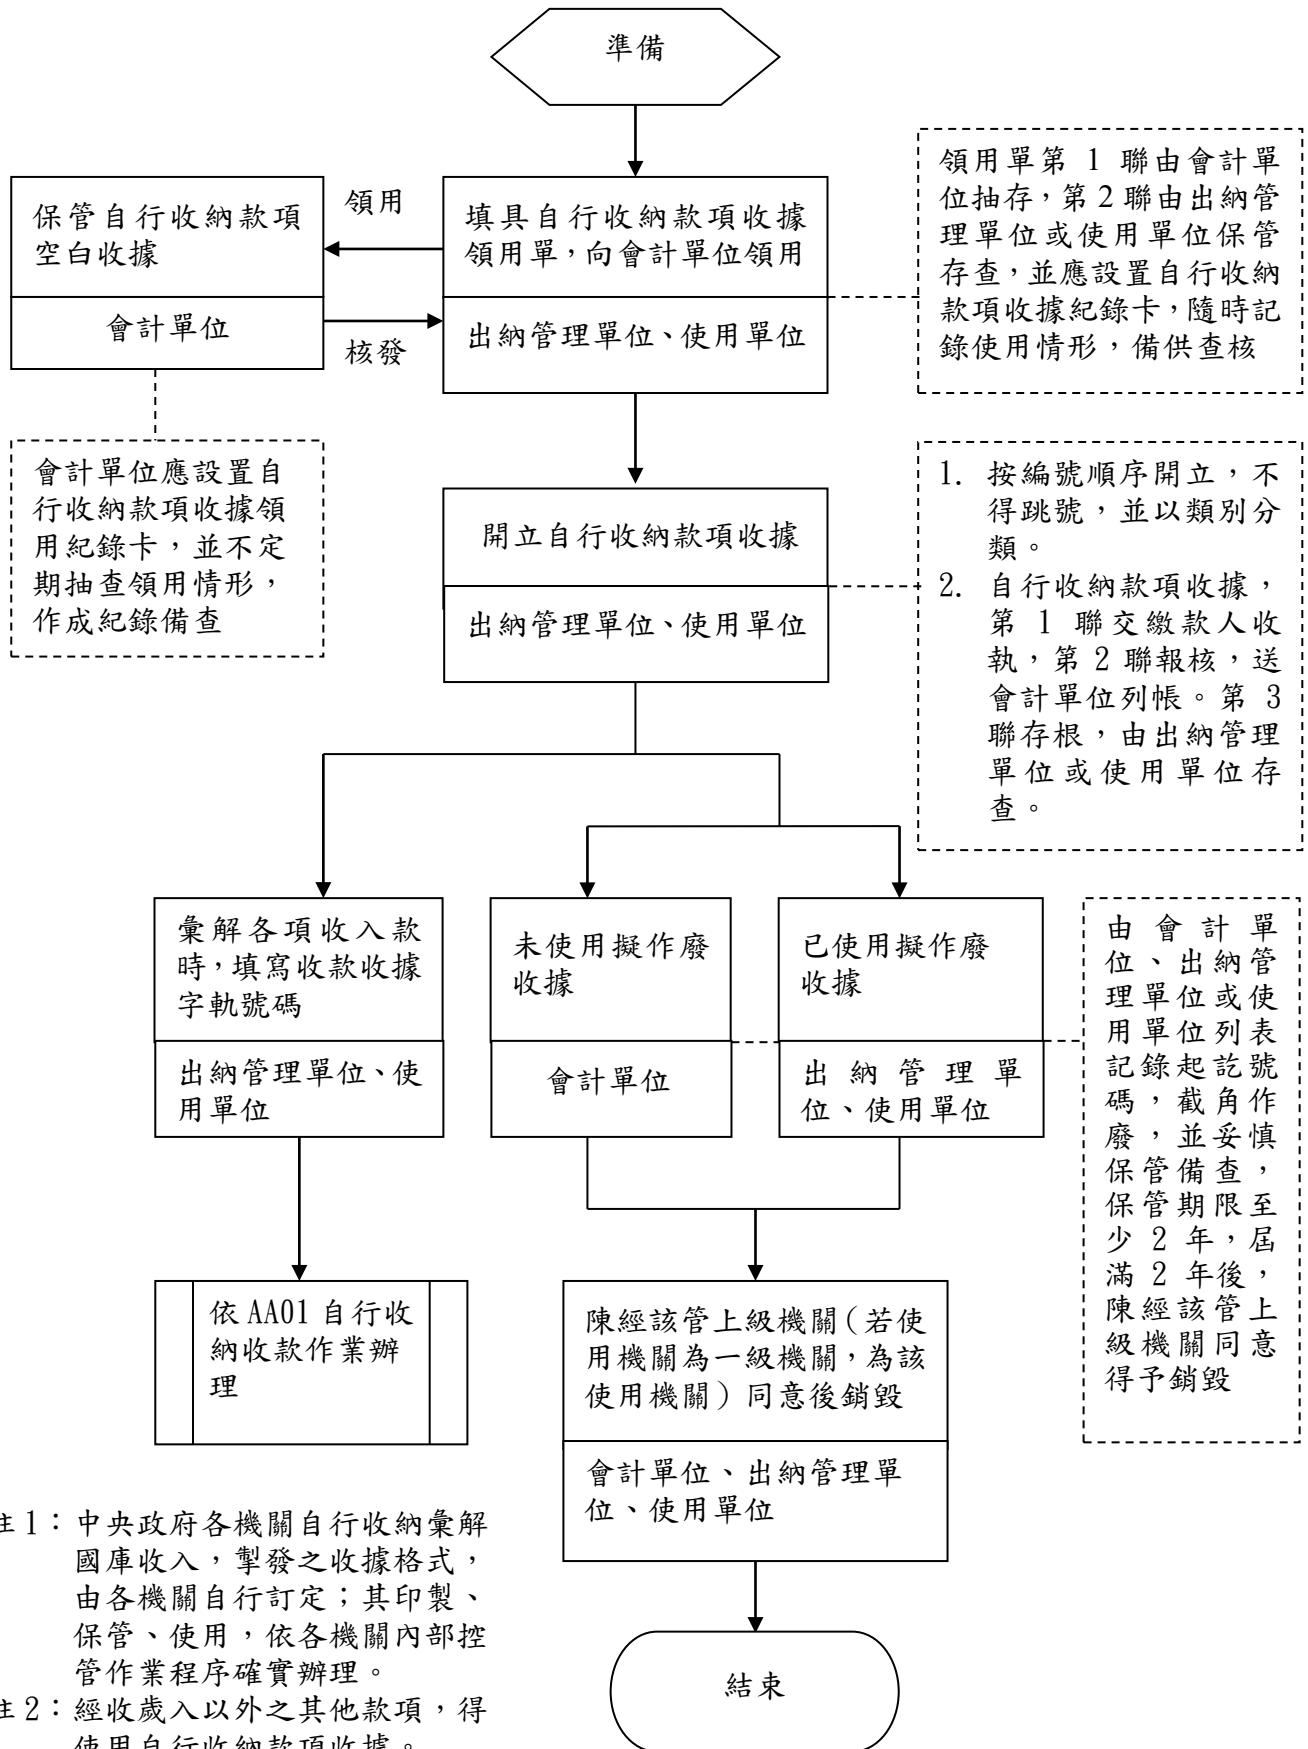 準備
領用
保管自行收納款項
空白收據
會計單位
核發
填具自行收納款項收據
領用單，向會計單位領用
出納管理單位、使用單位
領用單第 1 聯由會計單
位抽存，第 2 聯由出納管
理單位或使用單位保管
存查，並應設置自行收納
款項收據紀錄卡，隨時記
錄使用情形，備供查核
會計單位應設置自
行收納款項收據領
用紀錄卡，並不定
期抽查領用情形，
作成紀錄備查
開立自行收納款項收據
出納管理單位、使用單位
1. 按編號順序開立，不
得跳號，並以類別分
類。
2. 自行收納款項收據，
第 1 聯交繳款人收
執，第 2 聯報核，送
會計單位列帳。第 3
聯存根，由出納管理
單位或使用單位存
查。
彙解各項收入款
時，填寫收款收據
字軌號碼
出納管理單位、使
用單位
未使用擬作廢
收據
會計單位
已使用擬作廢
收據
出納管理單
位、使用單位
由會計單
位、出納管
理單位或使
用單位列表
記錄起訖號
碼，截角作
廢，並妥慎
保管備查，
保管期限至
少 2 年，屆
滿 2 年後，
陳經該管上
級機關同意
得予銷毀
依 AA01 自行收
納收款作業辦
理
陳經該管上級機關（若使
用機關為一級機關，為該
使用機關）同意後銷毀
會計單位、出納管理單
位、使用單位
註 1：中央政府各機關自行收納彙解
國庫收入，掣發之收據格式，
由各機關自行訂定；其印製、
保管、使用，依各機關內部控
管作業程序確實辦理。
註 2：經收歲入以外之其他款項，得
使用自行收納款項收據。
結束